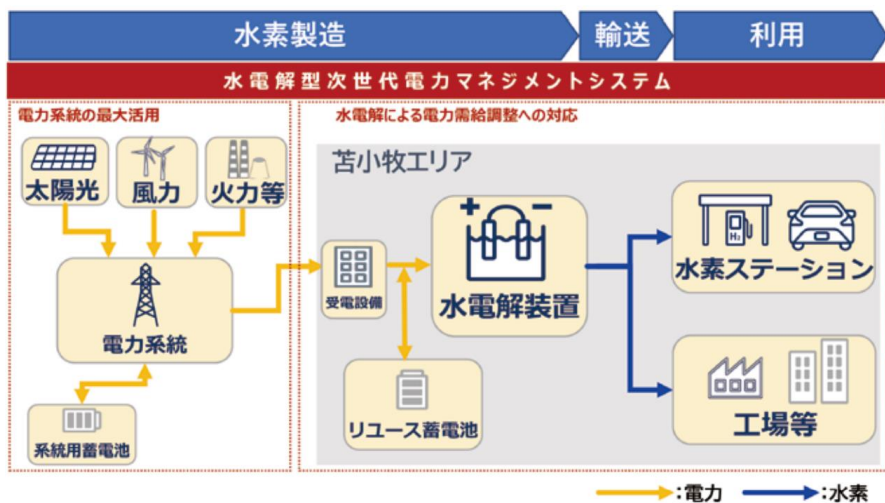 水素製造
輸送
利用
水電解型次世代電力マネジメントシステム
電力系統の最大活用
水電解による電力需給調整への対応
太陽光
風力
火力等
苫小牧エリア
H₂
水素ステーション
受電設備
+ −
水電解装置
電力系統
リユース蓄電池
工場等
系統用蓄電池
:電力
:水素